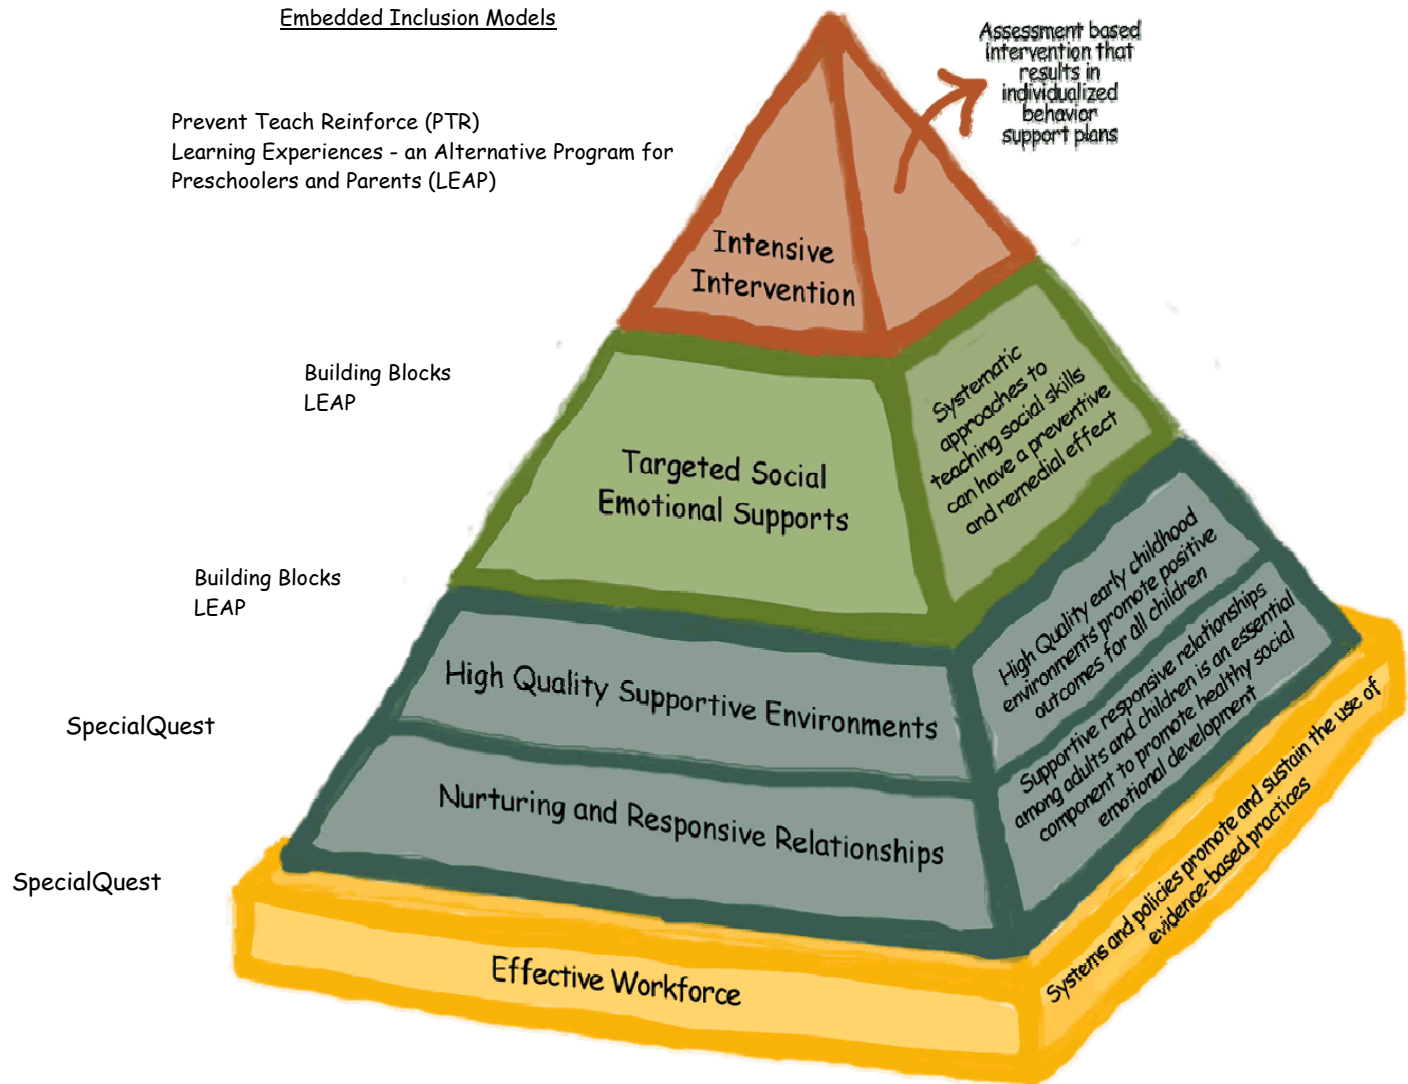 Embedded Inclusion Models
Assessment based
intervention that
results in
individualized
behavior
support plans
Prevent Teach Reinforce (PTR)
Learning Experiences - an Alternative Program for
Preschoolers and Parents (LEAP)
Intensive
Intervention
Building Blocks
LEAP
Systematic
approaches to
teaching social skills
can have a preventive
and remedial effect
Targeted Social
Emotional Supports
Building Blocks
LEAP
High Quality early childhood
environments promote positive
outcomes for all children
High Quality Supportive Environments
SpecialQuest
Supportive responsive relationships
among adults and children is an essential
component to promote healthy social
emotional development
Nurturing and Responsive Relationships
SpecialQuest
Systems and policies promote and sustain the use of
evidence-based practices
Effective Workforce